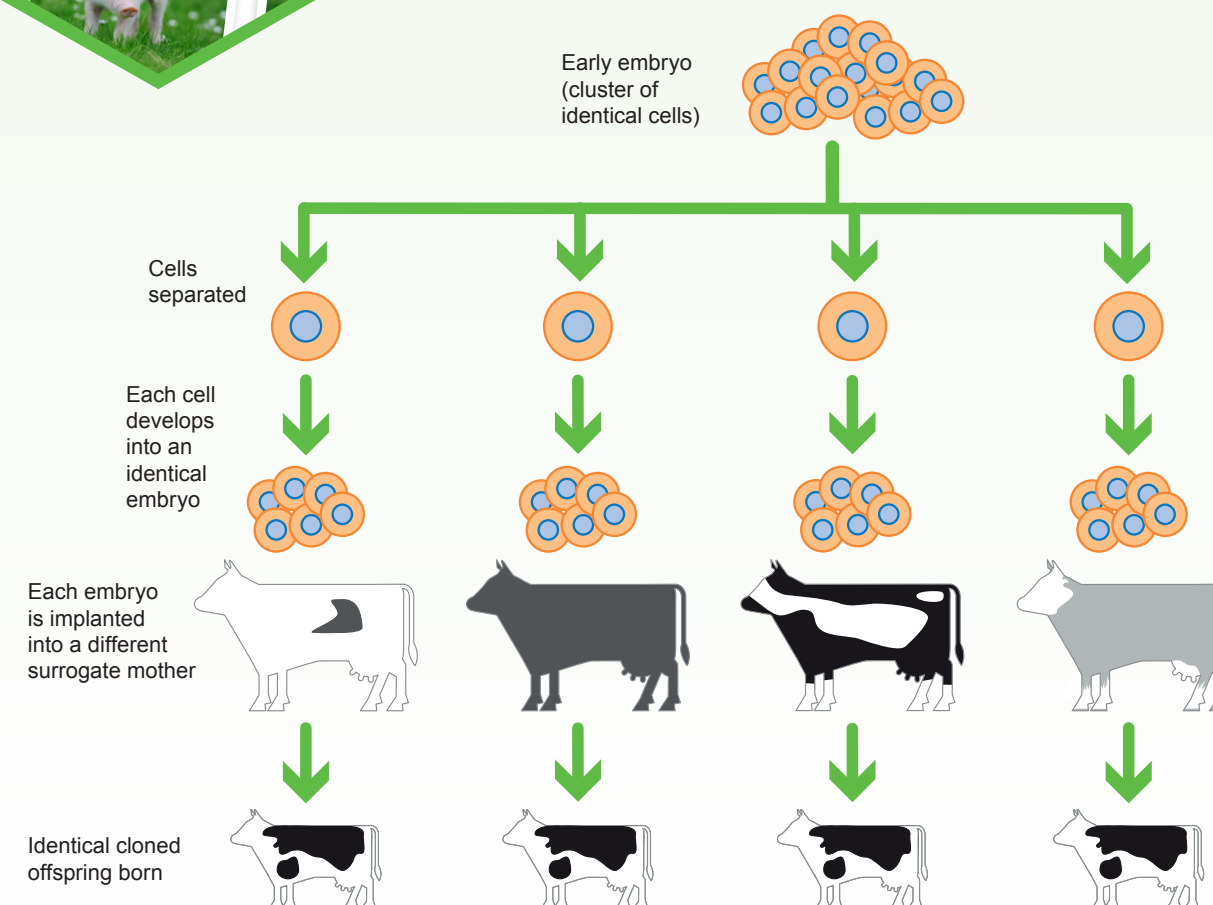 Early embryo
(cluster of
identical cells)
Cells
separated
Each cell
develops
into an
identical
embryo
Each embryo
is implanted
into a different
surrogate mother
Identical cloned
offspring born